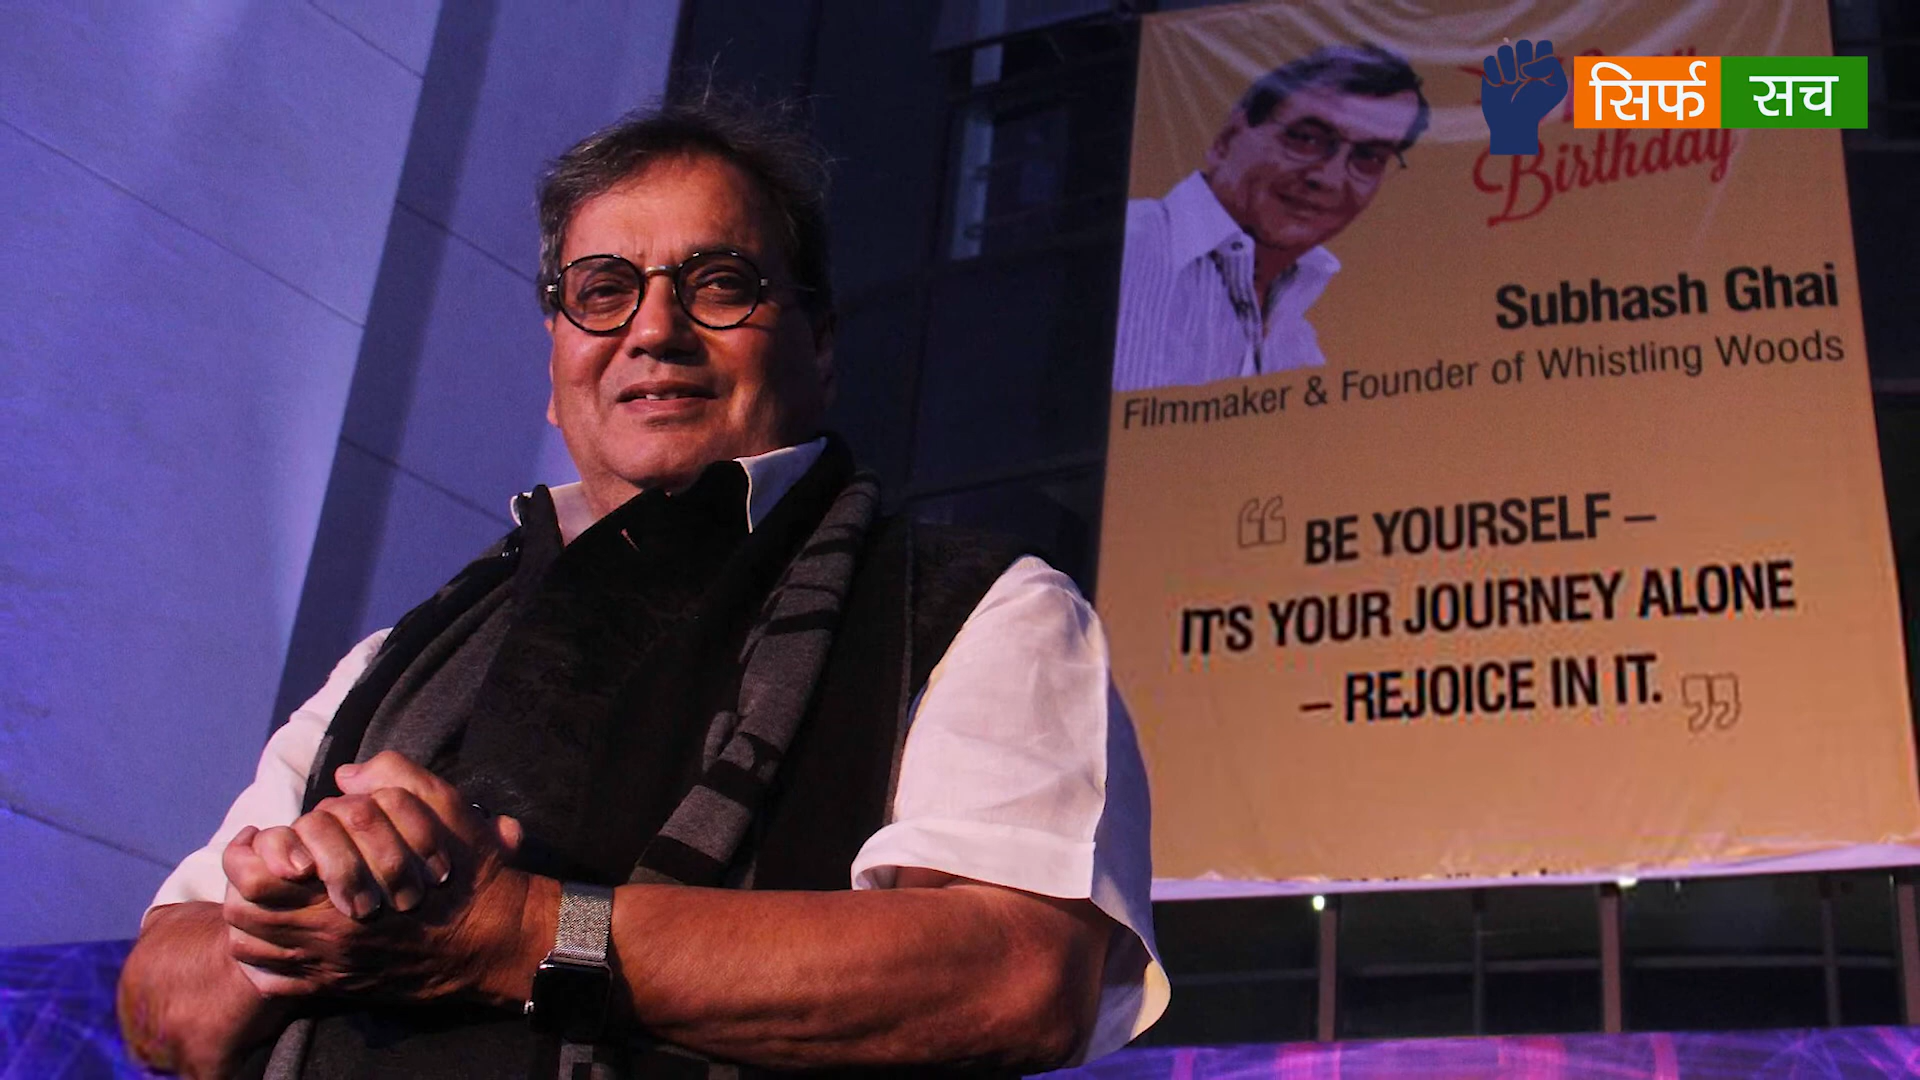 सिर्फ सच
Birthday
Subhash Ghai
Filmmaker & Founder of Whistling Woods
“ BE YOURSELF –
IT'S YOUR JOURNEY ALONE
– REJOICE IN IT. ”